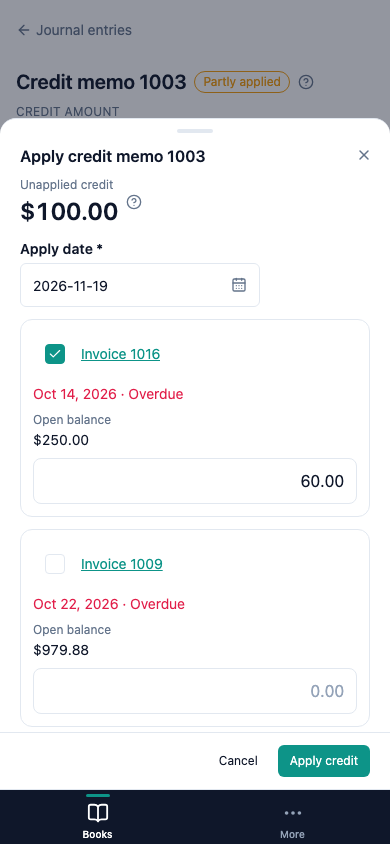 Journal entries
Credit memo 1003 Partly applied
CREDIT AMOUNT
Apply credit memo 1003
Unapplied credit
$100.00
Apply date *
2026-11-19
Invoice 1016
Oct 14, 2026 · Overdue
Open balance
$250.00
60.00
Invoice 1009
Oct 22, 2026 · Overdue
Open balance
$979.88
0.00
Cancel Apply credit
Books More